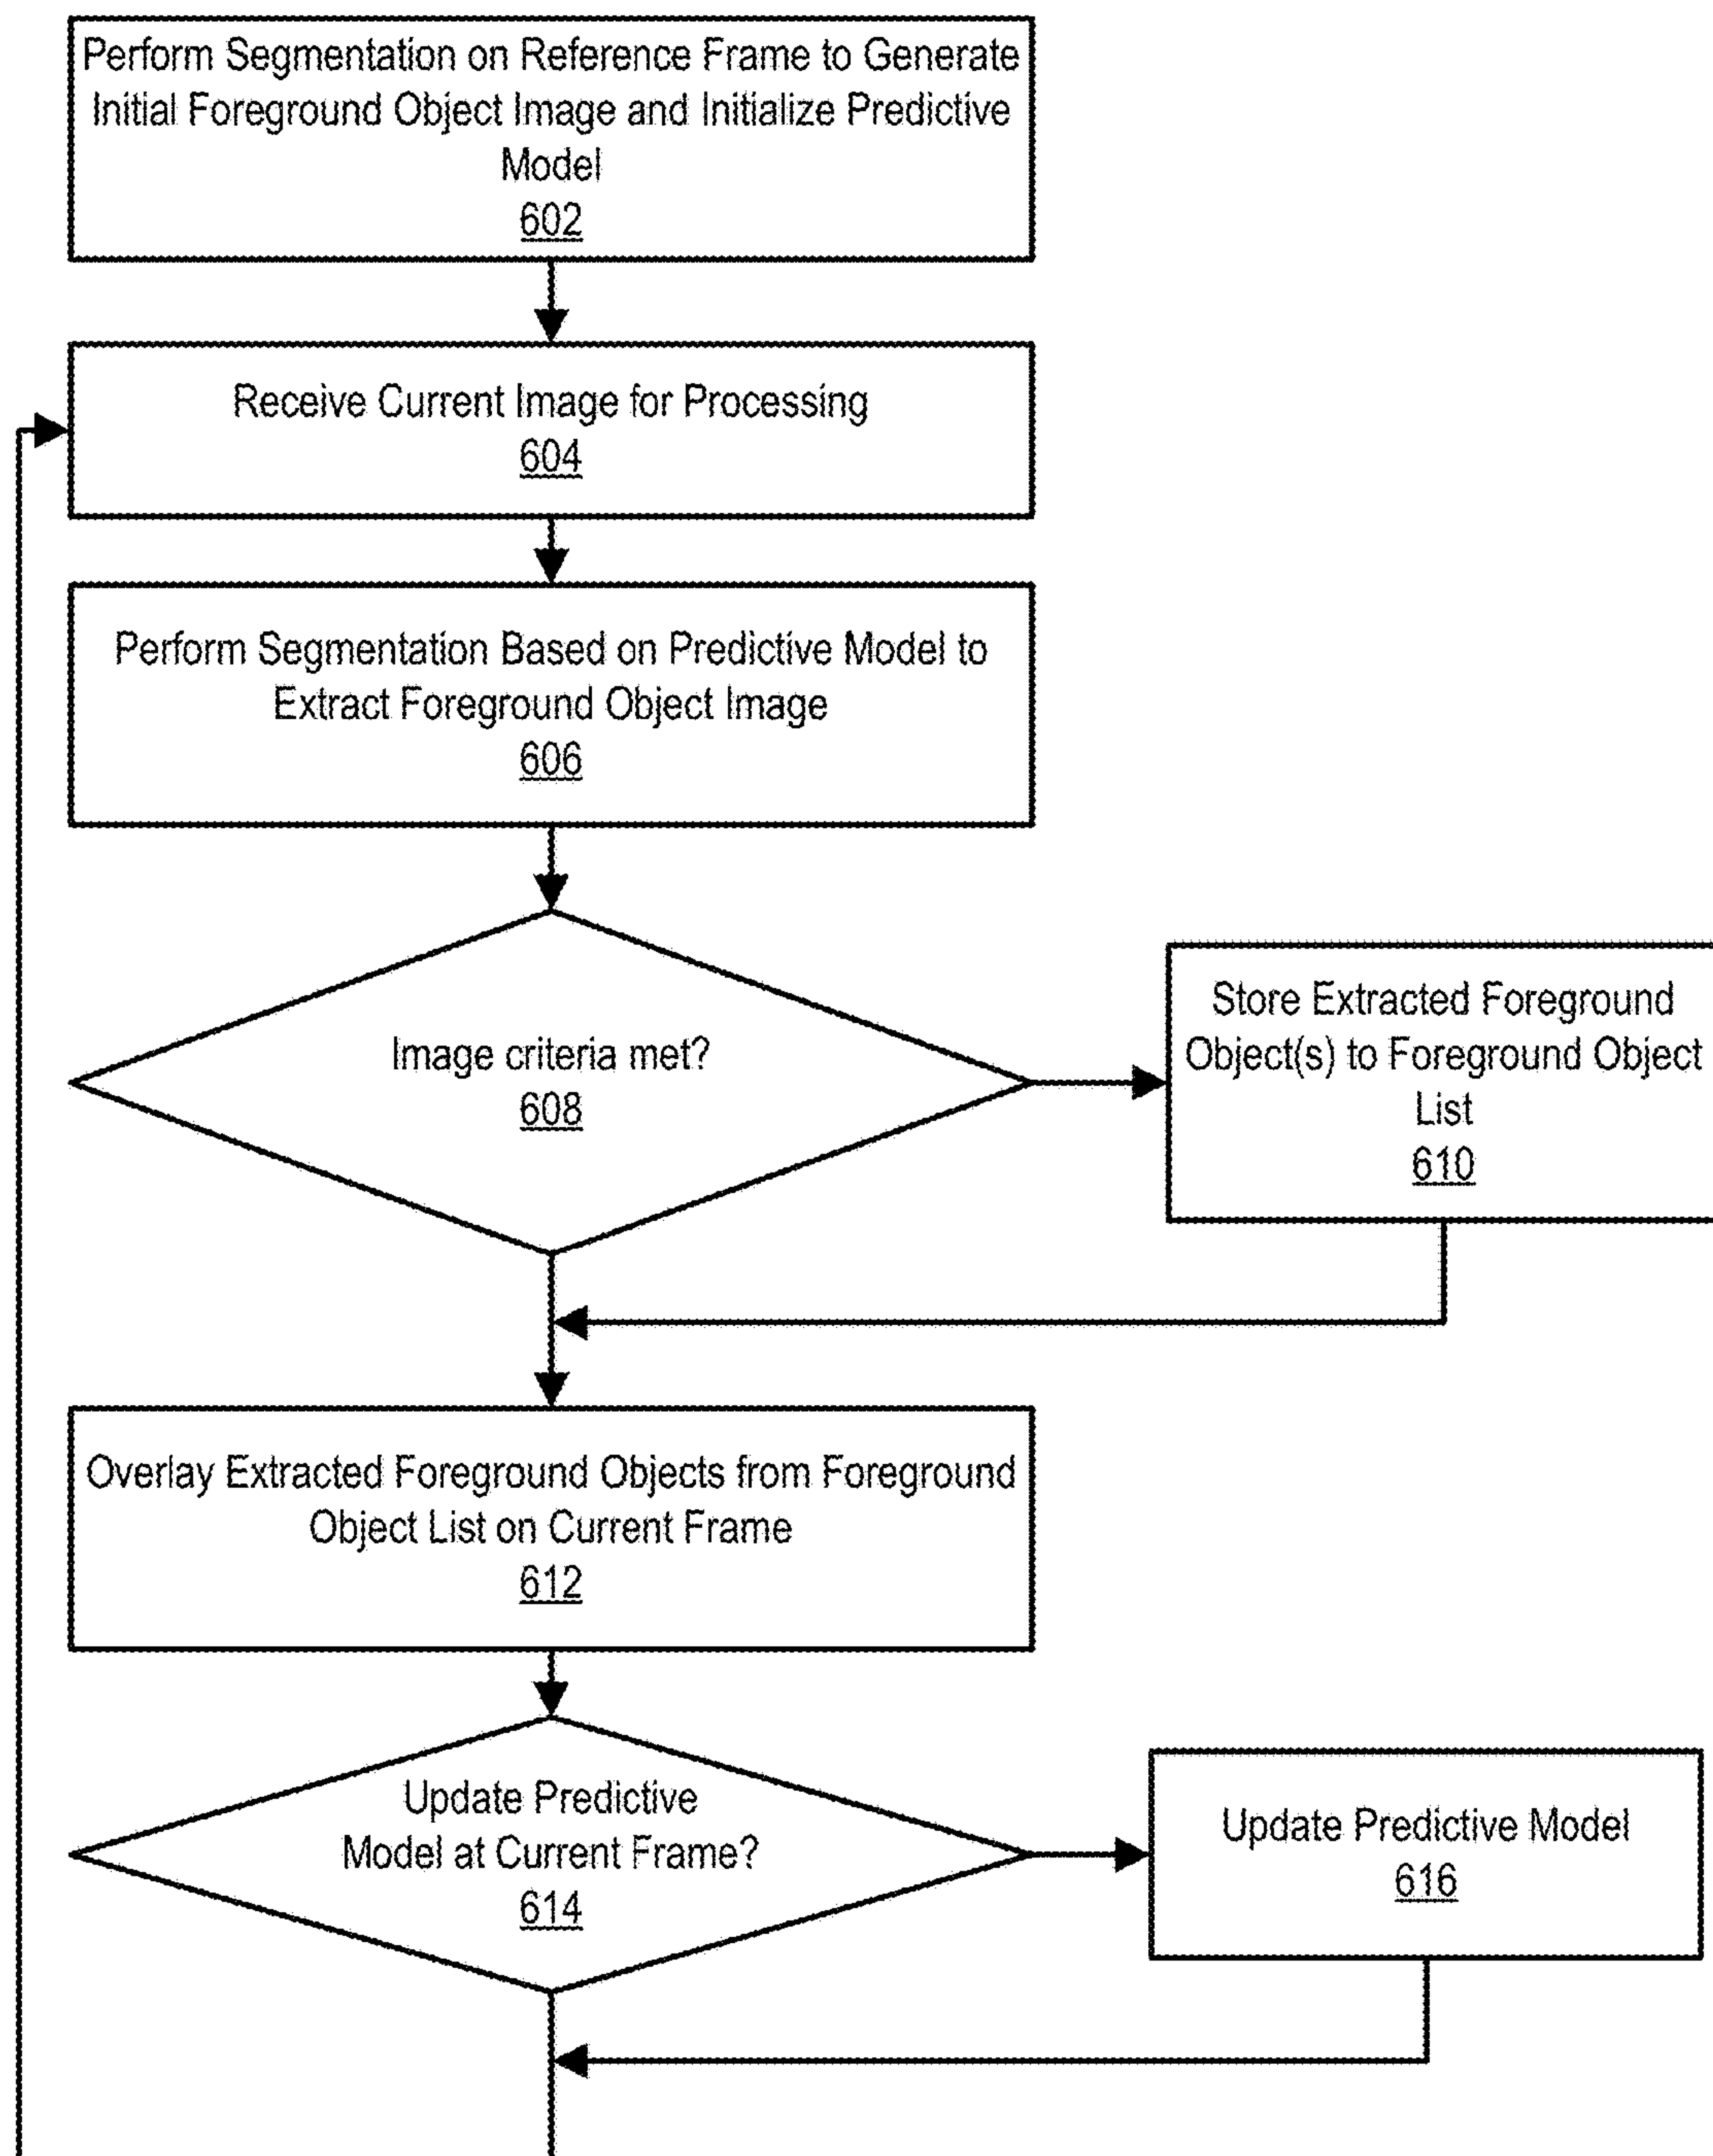 Perform Segmentation on Reference Frame to Generate
Initial Foreground Object Image and Initialize Predictive
Model
602
Receive Current Image for Processing
604
Perform Segmentation Based on Predictive Model to
Extract Foreground Object Image
606
Image criteria met?
608
Store Extracted Foreground
Object(s) to Foreground Object
List
610
Overlay Extracted Foreground Objects from Foreground
Object List on Current Frame
612
Update Predictive
Model at Current Frame?
614
Update Predictive Model
616